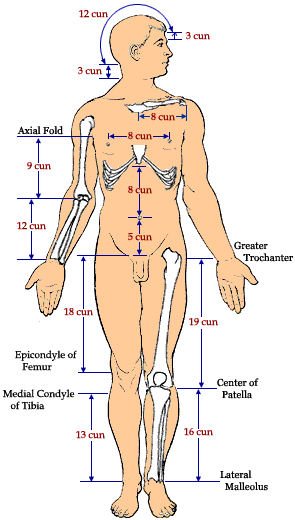 12 cun
3 cun
3 cun
8 cun
Axial Fold
8 cun
9 cun
8 cun
12 cun
5 cun
Greater
Trochanter
18 cun
19 cun
Epicondyle of
Femur
Center of
Patella
Medial Condyle
of Tibia
13 cun
16 cun
Lateral
Malleolus